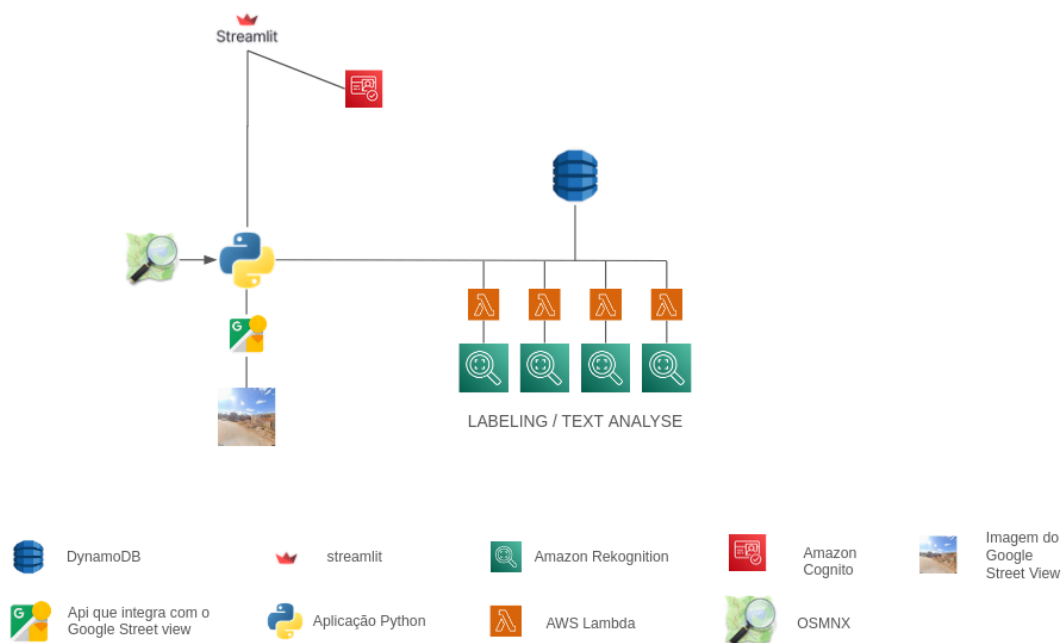 Streamlit
LABELING / TEXT ANALYSE
DynamoDB
streamlit
Amazon Rekognition
Amazon
Cognito
Imagem do
Google
Street View
Api que integra com o
Google Street view
Aplicação Python
AWS Lambda
OSMNX